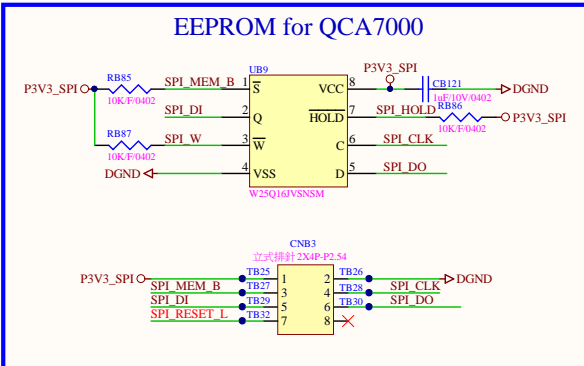 EEPROM for QCA7000
UB9
P3V3_SPI
RB85
SPI_MEM_B
1
S
VCC
8
CB121
DGND
P3V3_SPI
10K/F/0402
1uF/10V/0402
SPI_DI
2
Q
HOLD
7
SPI_HOLD
RB86
P3V3_SPI
10K/F/0402
RB87
SPI_W
3
W
C
6
SPI_CLK
10K/F/0402
DGND
4
VSS
D
5
SPI_DO
W25Q16JVSNSM
CNB3
立式排針 2X4P-P2.54
P3V3_SPI
TB25
1
2
TB26
DGND
SPI_MEM_B
TB27
3
4
TB28
SPI_CLK
SPI_DI
TB29
5
6
TB30
SPI_DO
SPI_RESET_L
TB32
7
8